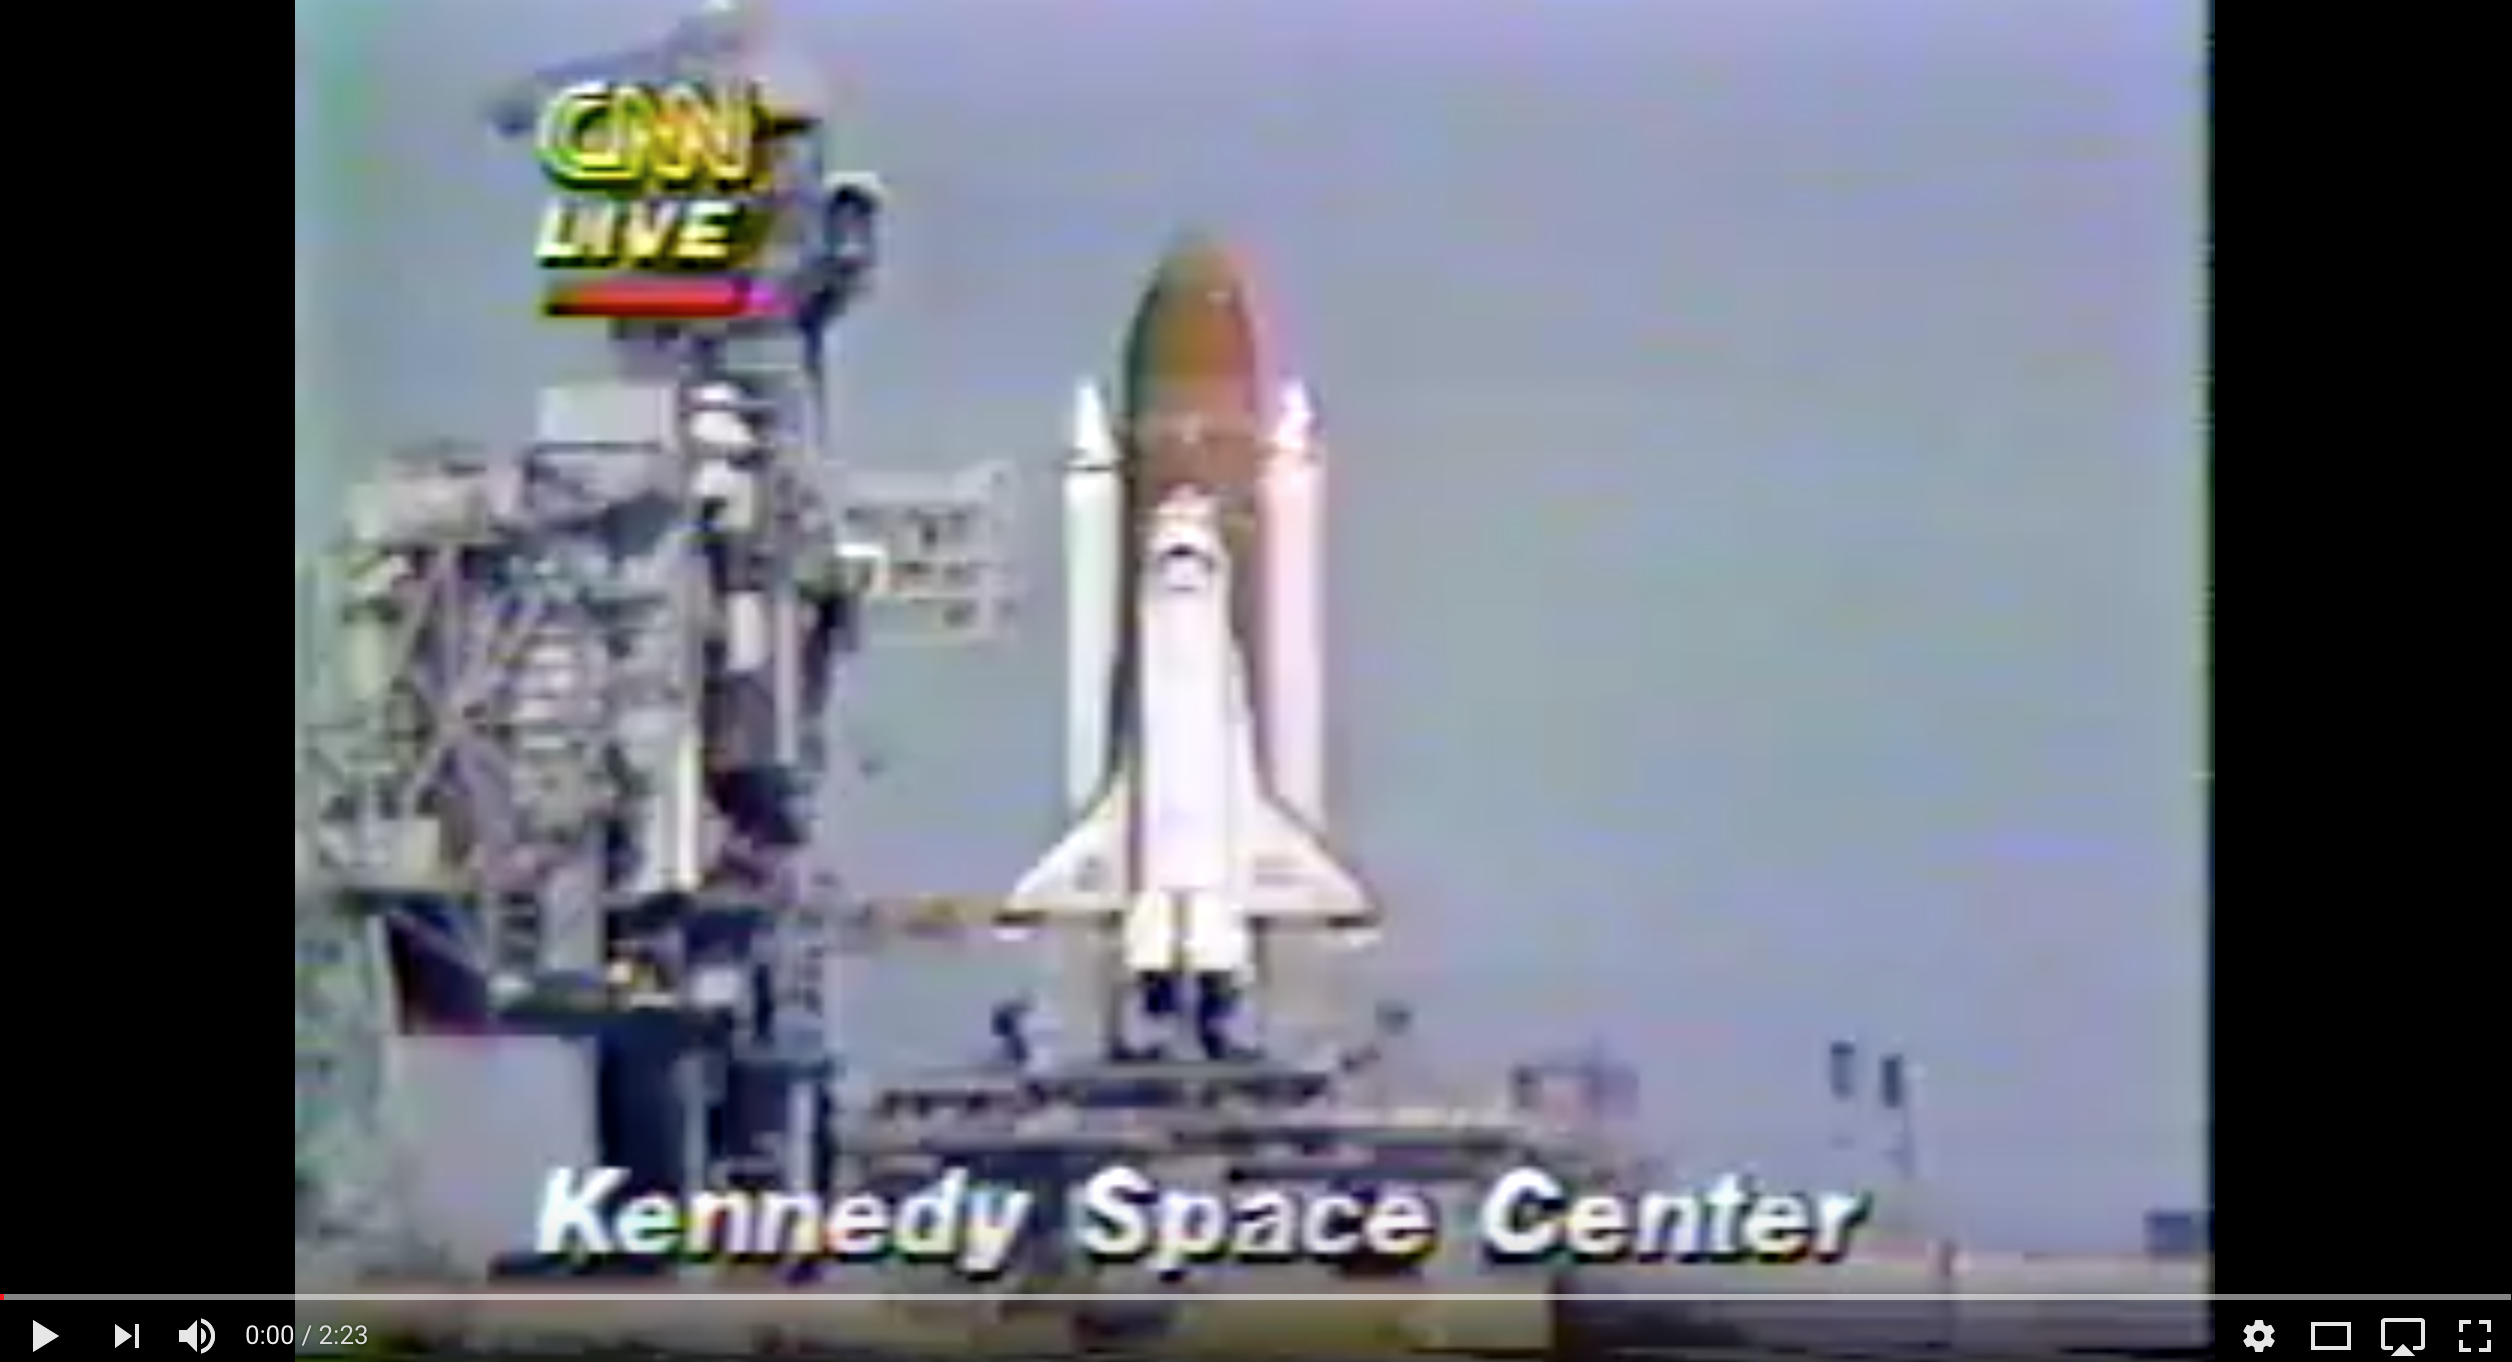 CNN
LIVE
Kennedy Space Center
0:00 / 2:23